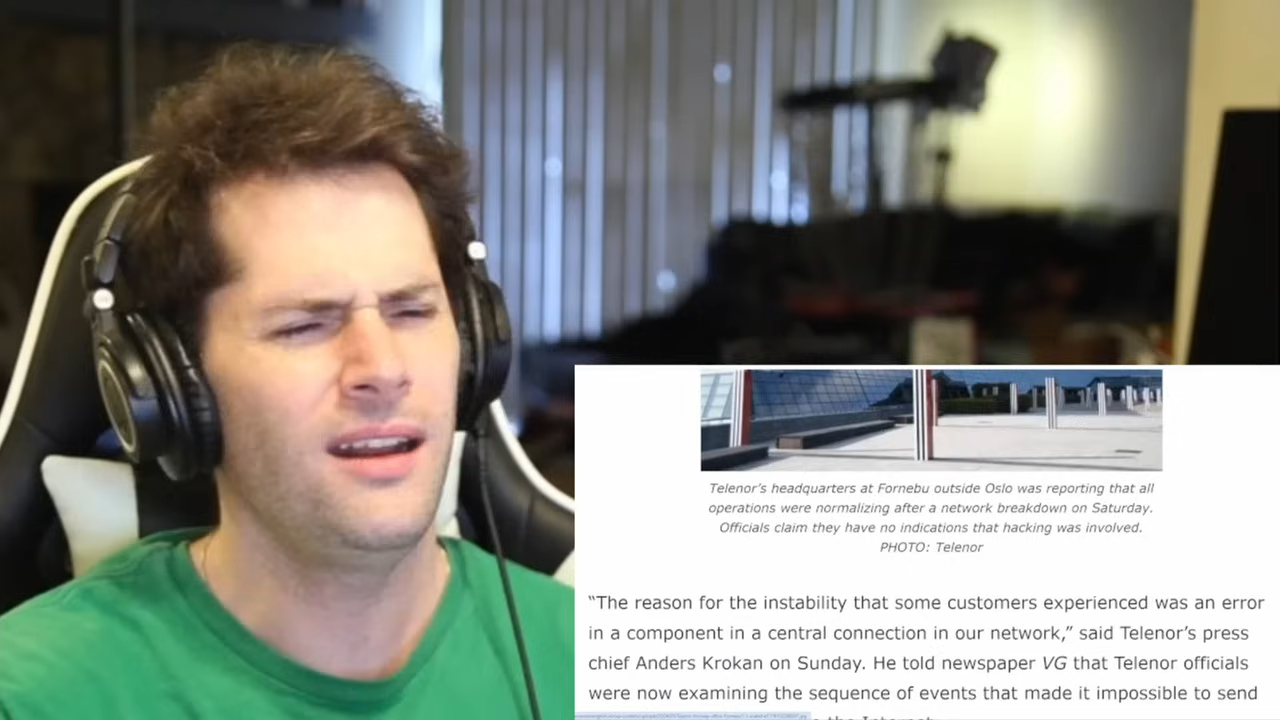 Telenor’s headquarters at Fornebu outside Oslo was reporting that all
operations were normalizing after a network breakdown on Saturday.
Officials claim they have no indications that hacking was involved.
PHOTO: Telenor
“The reason for the instability that some customers experienced was an error
in a component in a central connection in our network,” said Telenor’s press
chief Anders Krokan on Sunday. He told newspaper VG that Telenor officials
were now examining the sequence of events that made it impossible to send
the Internet